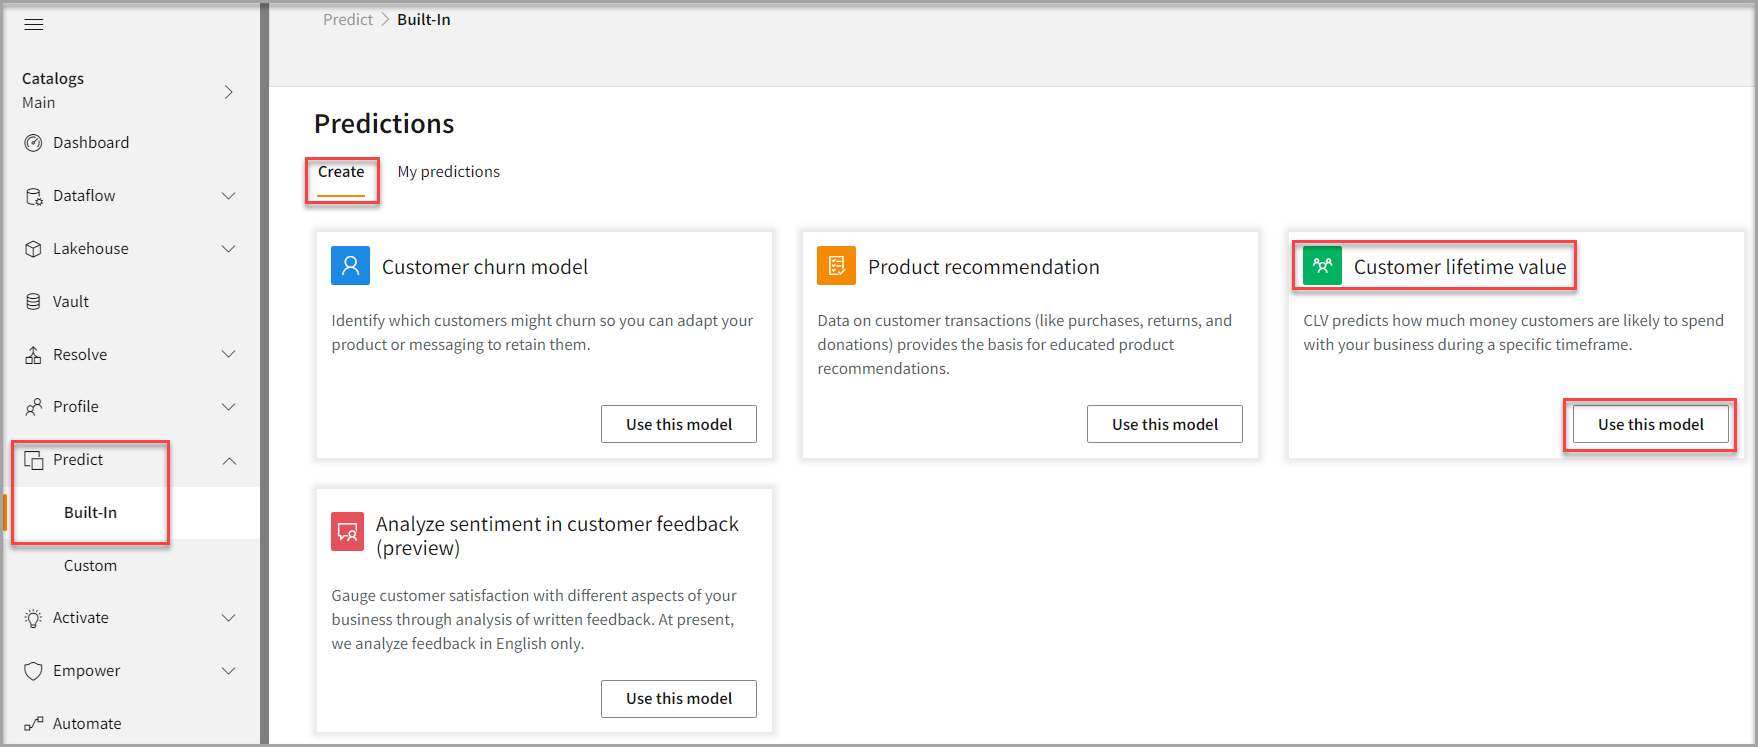 Predict > Built-In
Catalogs
Main
Dashboard
Dataflow
Lakehouse
Vault
Resolve
Profile
Predict
Built-In
Custom
Activate
Empower
Automate
Predictions
Create
My predictions
Customer churn model
Identify which customers might churn so you can adapt your
product or messaging to retain them.
Use this model
Product recommendation
Data on customer transactions (like purchases, returns, and
donations) provides the basis for educated product
recommendations.
Use this model
Customer lifetime value
CLV predicts how much money customers are likely to spend
with your business during a specific timeframe.
Use this model
Analyze sentiment in customer feedback
(preview)
Gauge customer satisfaction with different aspects of your
business through analysis of written feedback. At present,
we analyze feedback in English only.
Use this model